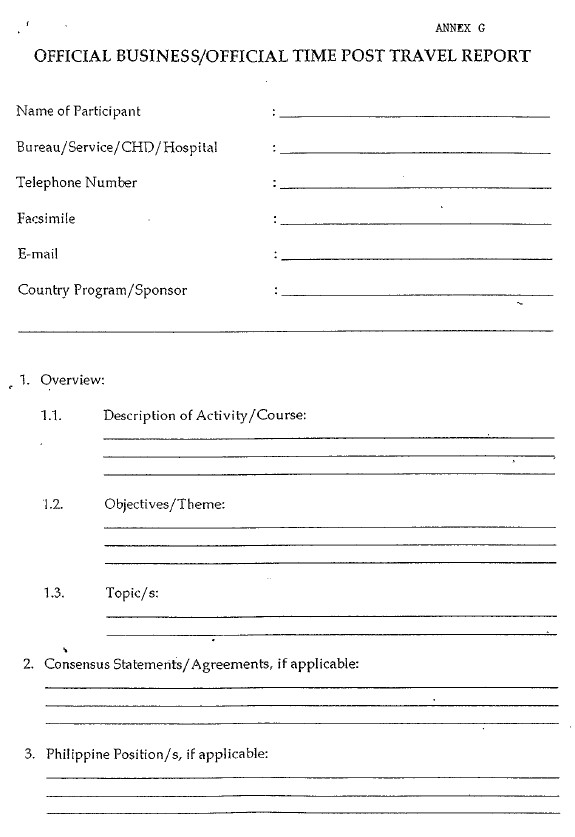 ANNEX G
OFFICIAL BUSINESS/OFFICIAL TIME POST TRAVEL REPORT
Name of Participant :
Bureau/Service/CHD/Hospital :
Telephone Number :
Facsimile :
E-mail :
Country Program/Sponsor :
1. Overview:
1.1. Description of Activity/Course:
1.2. Objectives/Theme:
1.3. Topic/s:
2. Consensus Statements/Agreements, if applicable:
3. Philippine Position/s, if applicable: